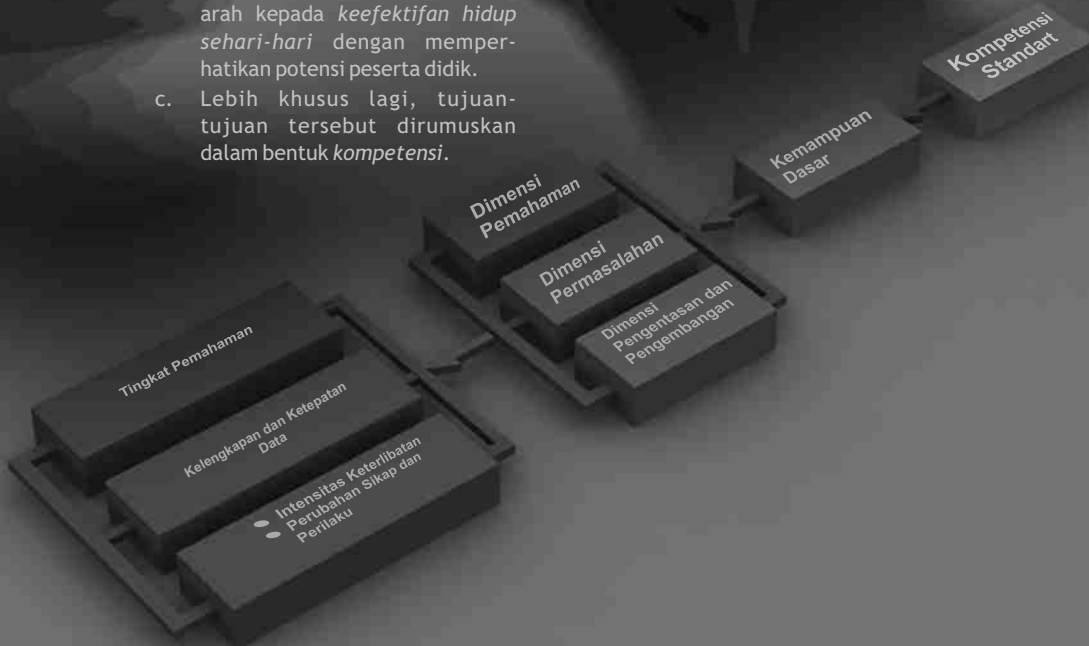 arah kepada keefektifan hidup
sehari-hari dengan memper-
hatikan potensi peserta didik.
c. Lebih khusus lagi, tujuan-
tujuan tersebut dirumuskan
dalam bentuk kompetensi.
Kompetensi
Standart
Kemampuan
Dasar
Dimensi
Pemahaman
Dimensi
Permasalahan
Dimensi
Pengentasan dan
Pengembangan
Tingkat Pemahaman
Kelengkapan dan Ketepatan
Data
Intensitas Keterlibatan
Perubahan Sikap dan
Perilaku